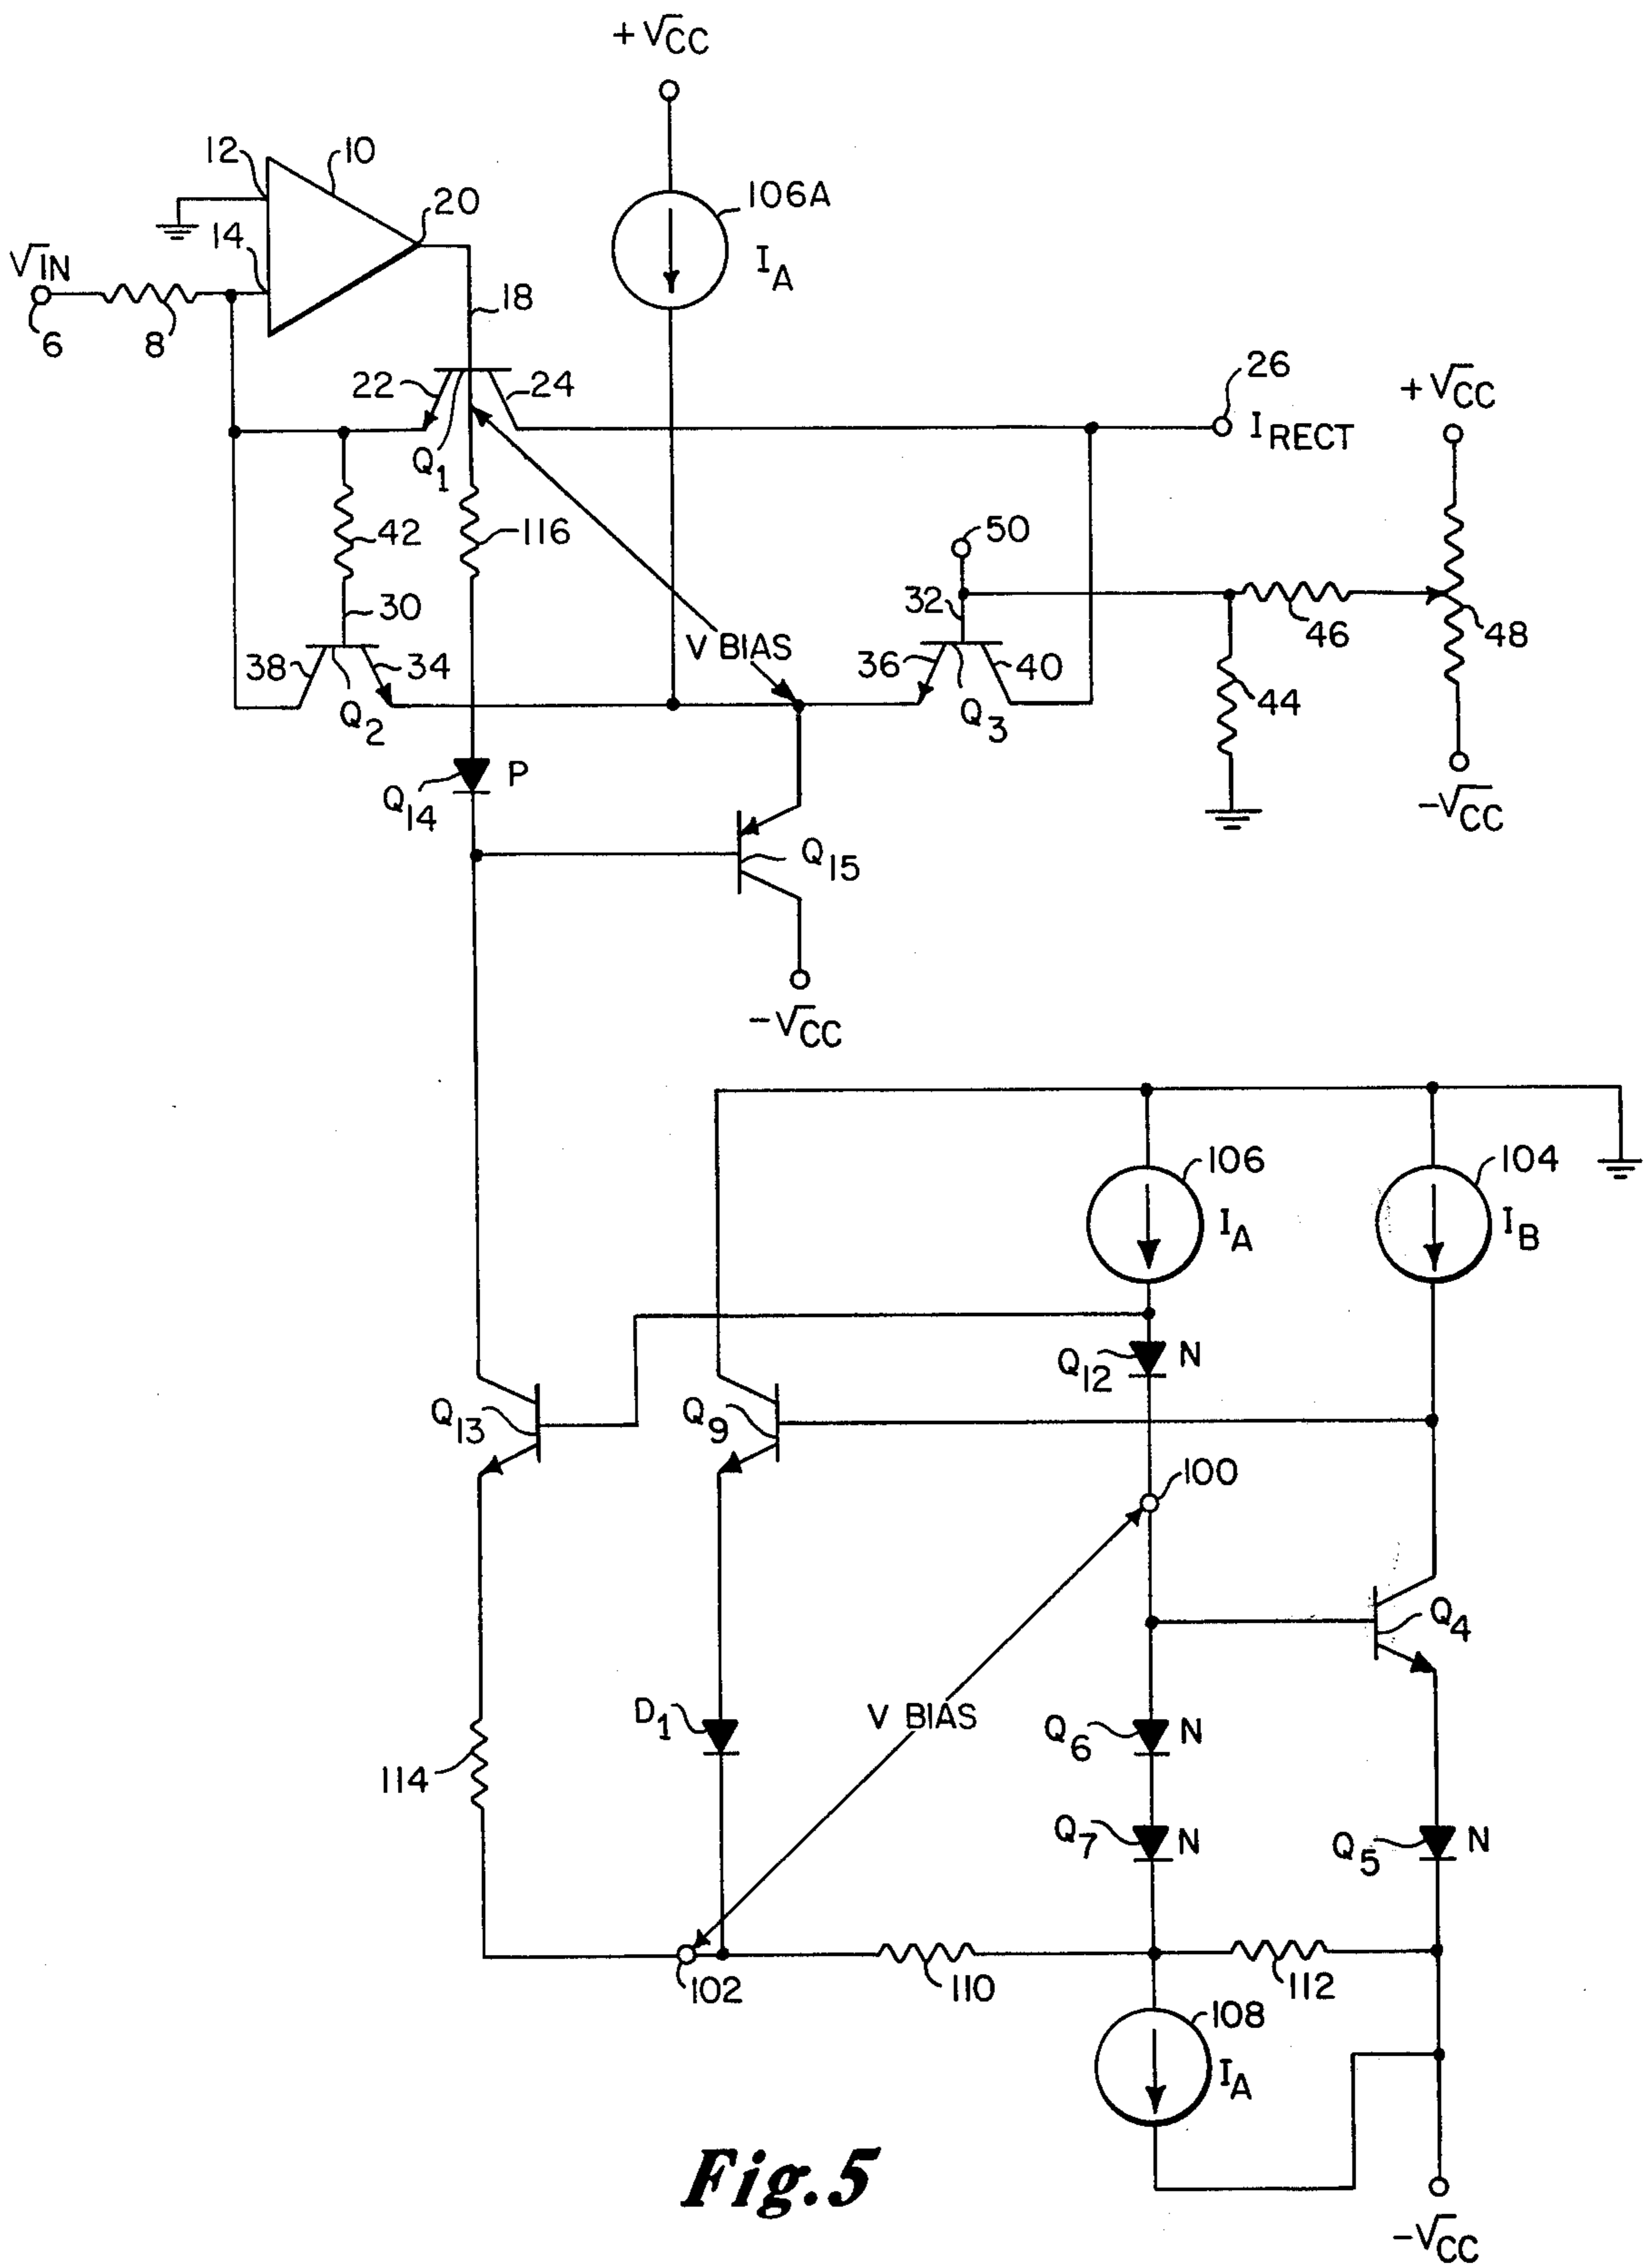 +VCC
12
10
20
106A
14
VIN
IA
18
6
8
22
24
26
+VCC
IRECT
Q1
42
116
50
30
32
46
48
V BIAS
38
34
36
40
44
Q2
Q3
P
Q14
-VCC
Q15
-VCC
106
104
IA
IB
Q12
N
Q13
Q9
100
Q4
D1
V BIAS
Q6
N
114
Q7
N
Q5
N
102
110
112
108
IA
Fig.5
-VCC